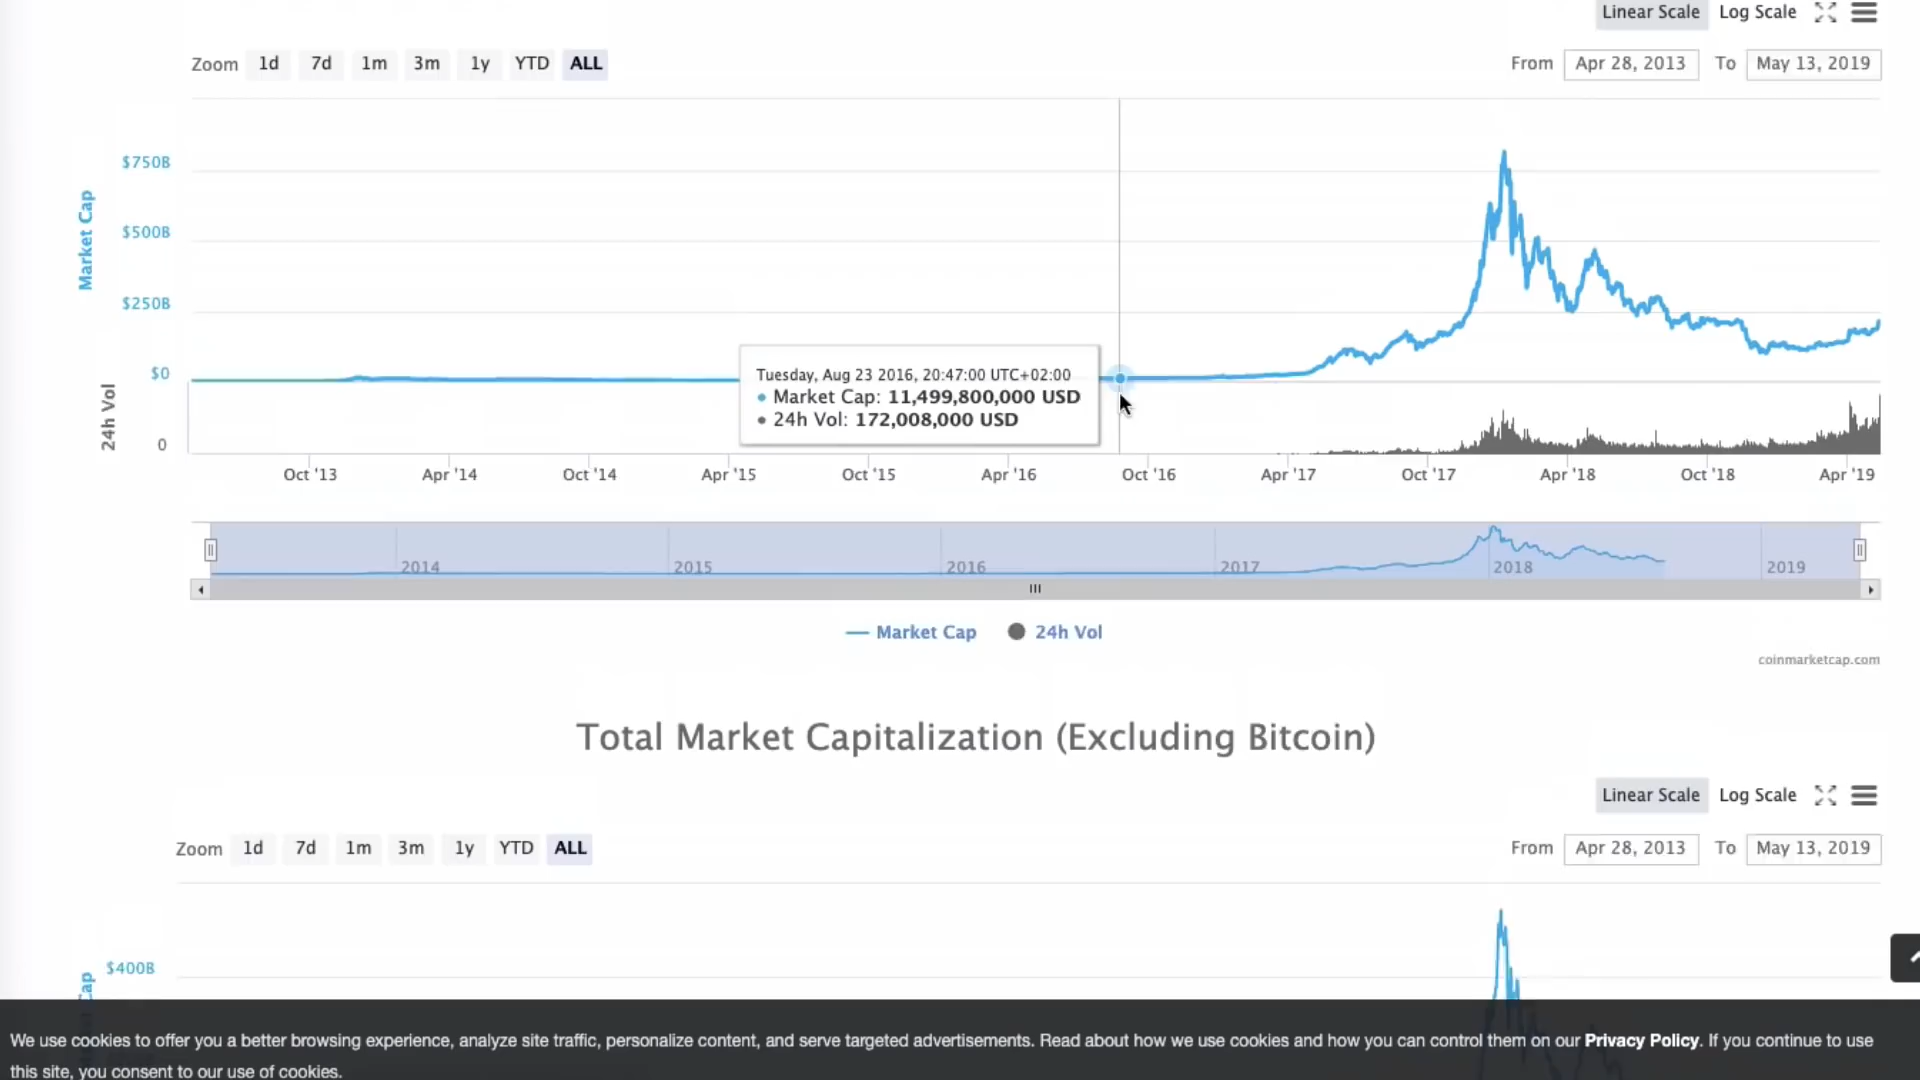 Linear Scale Log Scale
Zoom 1d 7d 1m 3m 1y YTD ALL From Apr 28, 2013 To May 13, 2019
$750B
$500B
$250B
$0
Market Cap
24h Vol
0
Tuesday, Aug 23 2016, 20:47:00 UTC+02:00
● Market Cap: 11,499,800,000 USD
● 24h Vol: 172,008,000 USD
Oct '13 Apr '14 Oct '14 Apr '15 Oct '15 Apr '16 Oct '16 Apr '17 Oct '17 Apr '18 Oct '18 Apr '19
2014 2015 2016 2017 2018 2019
Market Cap 24h Vol
coinmarketcap.com
Total Market Capitalization (Excluding Bitcoin)
Linear Scale Log Scale
Zoom 1d 7d 1m 3m 1y YTD ALL From Apr 28, 2013 To May 13, 2019
$400B
Cap
We use cookies to offer you a better browsing experience, analyze site traffic, personalize content, and serve targeted advertisements. Read about how we use cookies and how you can control them on our Privacy Policy. If you continue to use
this site, you consent to our use of cookies.